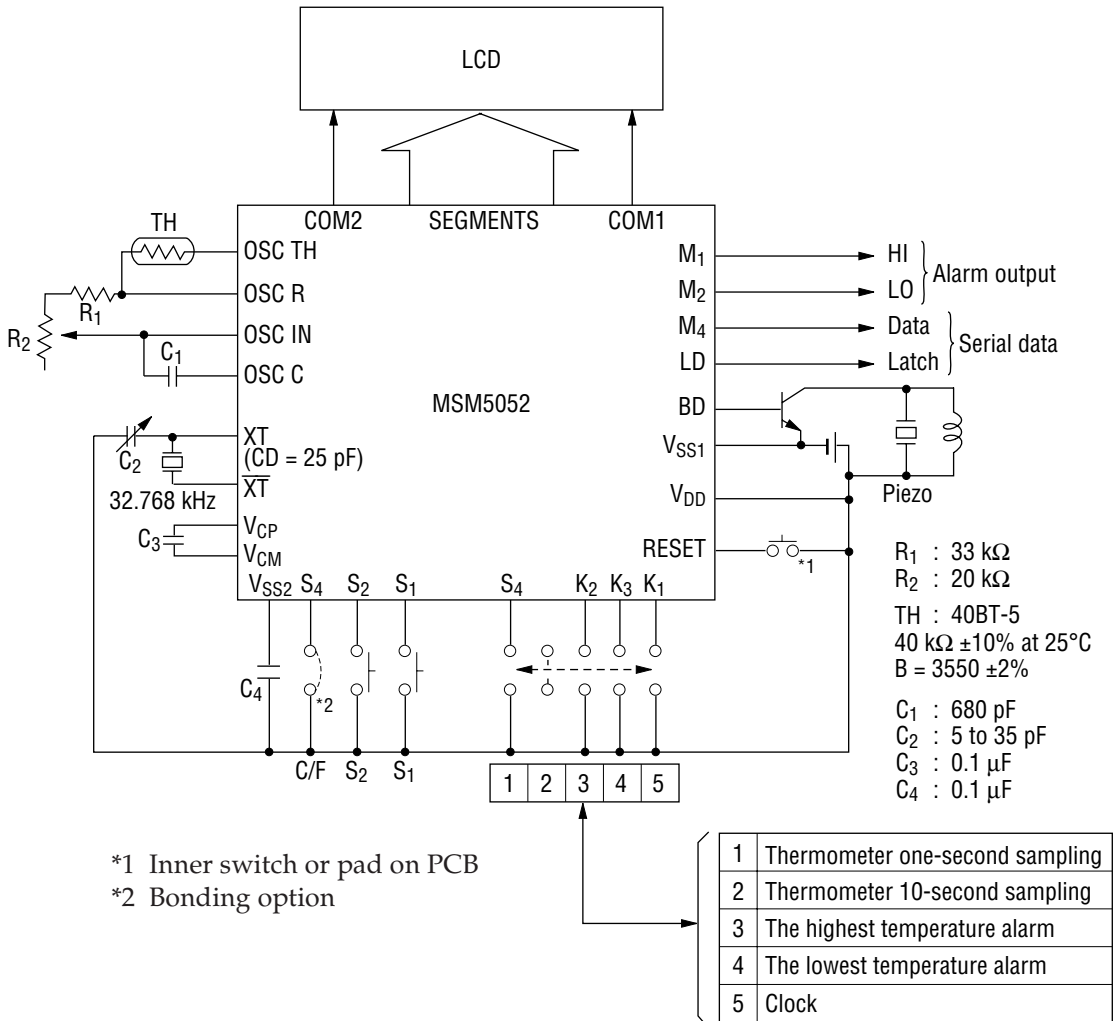 LCD
COM2 SEGMENTS COM1
TH
OSC TH
OSC R
R1
R2
OSC IN
C1
OSC C
MSM5052
M1 HI
M2 LO
Alarm output
M4 Data
LD Latch
Serial data
BD
VSS1
VDD
Piezo
RESET
*1
XT
(CD = 25 pF)
C2
X̅T̅
32.768 kHz
VCP
C3
VCM
VSS2 S4 S2 S1 S4 K2 K3 K1
C4
*2
C/F S2 S1
1 2 3 4 5
R1 : 33 kΩ
R2 : 20 kΩ
TH : 40BT-5
40 kΩ ±10% at 25°C
B = 3550 ±2%
C1 : 680 pF
C2 : 5 to 35 pF
C3 : 0.1 μF
C4 : 0.1 μF
*1 Inner switch or pad on PCB
*2 Bonding option
1 Thermometer one-second sampling
2 Thermometer 10-second sampling
3 The highest temperature alarm
4 The lowest temperature alarm
5 Clock